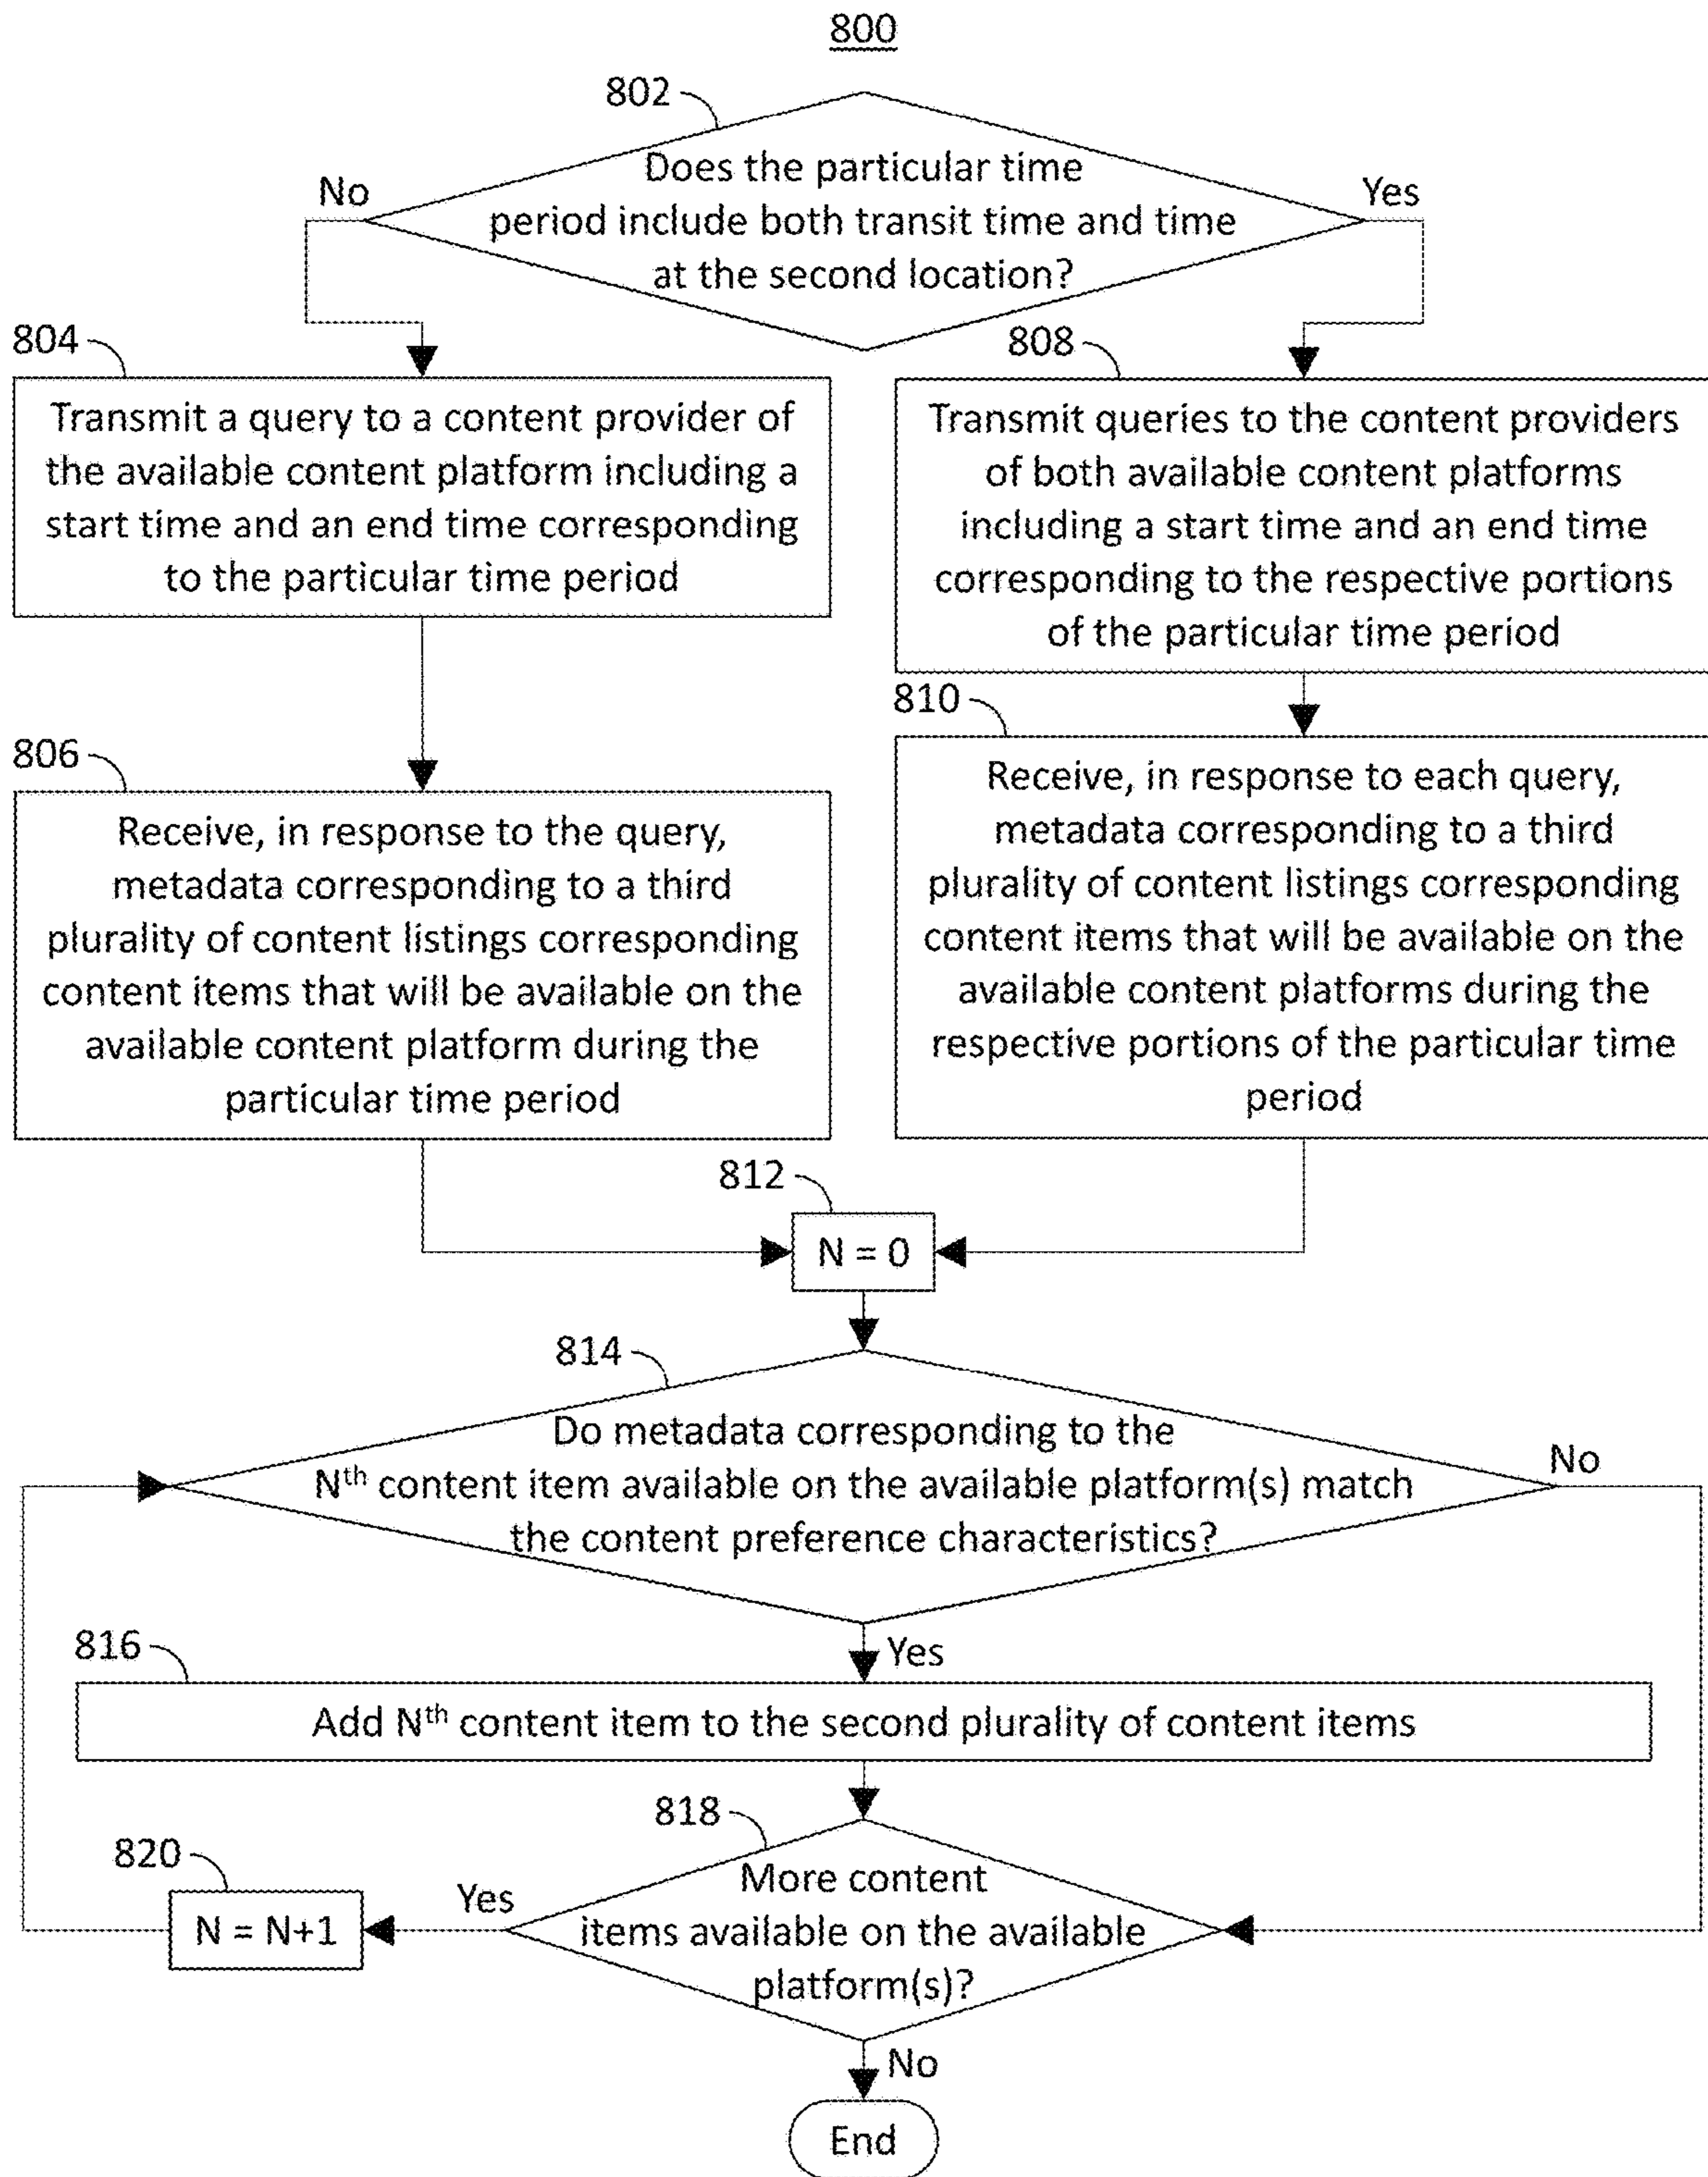 800
802
Does the particular time
period include both transit time and time
at the second location?
No
Yes
804
Transmit a query to a content provider of
the available content platform including a
start time and an end time corresponding
to the particular time period
808
Transmit queries to the content providers
of both available content platforms
including a start time and an end time
corresponding to the respective portions
of the particular time period
806
Receive, in response to the query,
metadata corresponding to a third
plurality of content listings corresponding
content items that will be available on the
available content platform during the
particular time period
810
Receive, in response to each query,
metadata corresponding to a third
plurality of content listings corresponding
content items that will be available on the
available content platforms during the
respective portions of the particular time
period
812
N = 0
814
Do metadata corresponding to the
Nth content item available on the available platform(s) match
the content preference characteristics?
No
Yes
816
Add Nth content item to the second plurality of content items
818
More content
items available on the available
platform(s)?
Yes
820
N = N+1
No
End